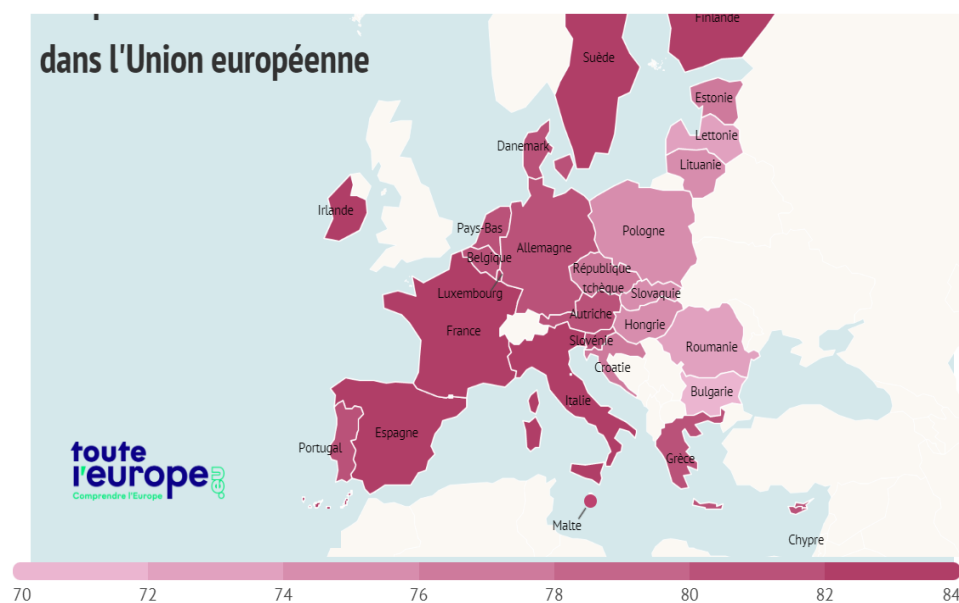 dans l'Union européenne
Finlande
Suède
Estonie
Lettonie
Danemark
Lituanie
Irlande
Pays-Bas
Pologne
Allemagne
Belgique
République
tchèque
Luxembourg
Slovaquie
Autriche
Hongrie
France
Slovénie
Roumanie
Croatie
Bulgarie
Italie
Espagne
Portugal
toute
l'europe.eu
Comprendre l'Europe
Grèce
Malte
Chypre
70 72 74 76 78 80 82 84